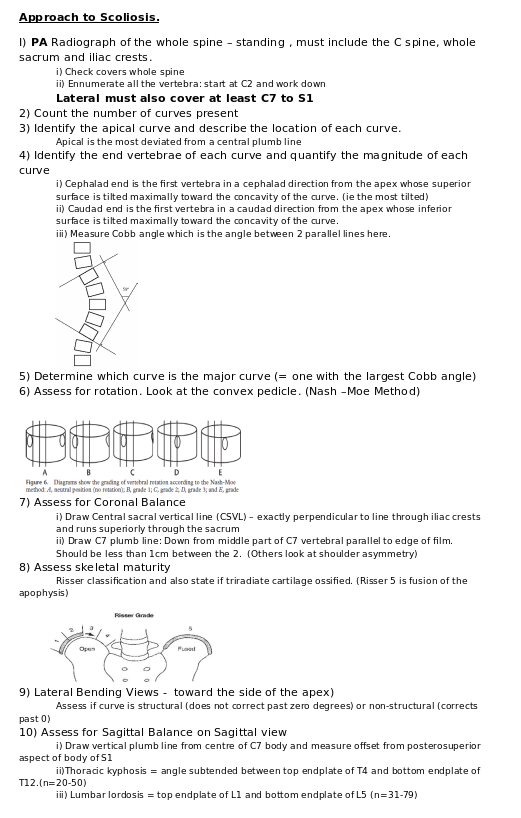 Approach to Scoliosis.
I) PA Radiograph of the whole spine – standing , must include the C spine, whole
sacrum and iliac crests.
i) Check covers whole spine
ii) Ennumerate all the vertebra: start at C2 and work down
Lateral must also cover at least C7 to S1
2) Count the number of curves present
3) Identify the apical curve and describe the location of each curve.
Apical is the most deviated from a central plumb line
4) Identify the end vertebrae of each curve and quantify the magnitude of each
curve
i) Cephalad end is the first vertebra in a cephalad direction from the apex whose superior
surface is tilted maximally toward the concavity of the curve. (ie the most tilted)
ii) Caudad end is the first vertebra in a caudad direction from the apex whose inferior
surface is tilted maximally toward the concavity of the curve.
iii) Measure Cobb angle which is the angle between 2 parallel lines here.
5) Determine which curve is the major curve (= one with the largest Cobb angle)
6) Assess for rotation. Look at the convex pedicle. (Nash –Moe Method)
A B C D E
Figure 6. Diagrams show the grading of vertebral rotation according to the Nash-Moe
method: A, neutral position (no rotation); B, grade 1; C, grade 2; D, grade 3; and E, grade
7) Assess for Coronal Balance
i) Draw Central sacral vertical line (CSVL) – exactly perpendicular to line through iliac crests
and runs superiorly through the sacrum
ii) Draw C7 plumb line: Down from middle part of C7 vertebral parallel to edge of film.
Should be less than 1cm between the 2. (Others look at shoulder asymmetry)
8) Assess skeletal maturity
Risser classification and also state if triradiate cartilage ossified. (Risser 5 is fusion of the
apophysis)
Risser Grade
1 2 3 4 5
Open Fused
9) Lateral Bending Views - toward the side of the apex)
Assess if curve is structural (does not correct past zero degrees) or non-structural (corrects
past 0)
10) Assess for Sagittal Balance on Sagittal view
i) Draw vertical plumb line from centre of C7 body and measure offset from posterosuperior
aspect of body of S1
ii)Thoracic kyphosis = angle subtended between top endplate of T4 and bottom endplate of
T12.(n=20-50)
iii) Lumbar lordosis = top endplate of L1 and bottom endplate of L5 (n=31-79)